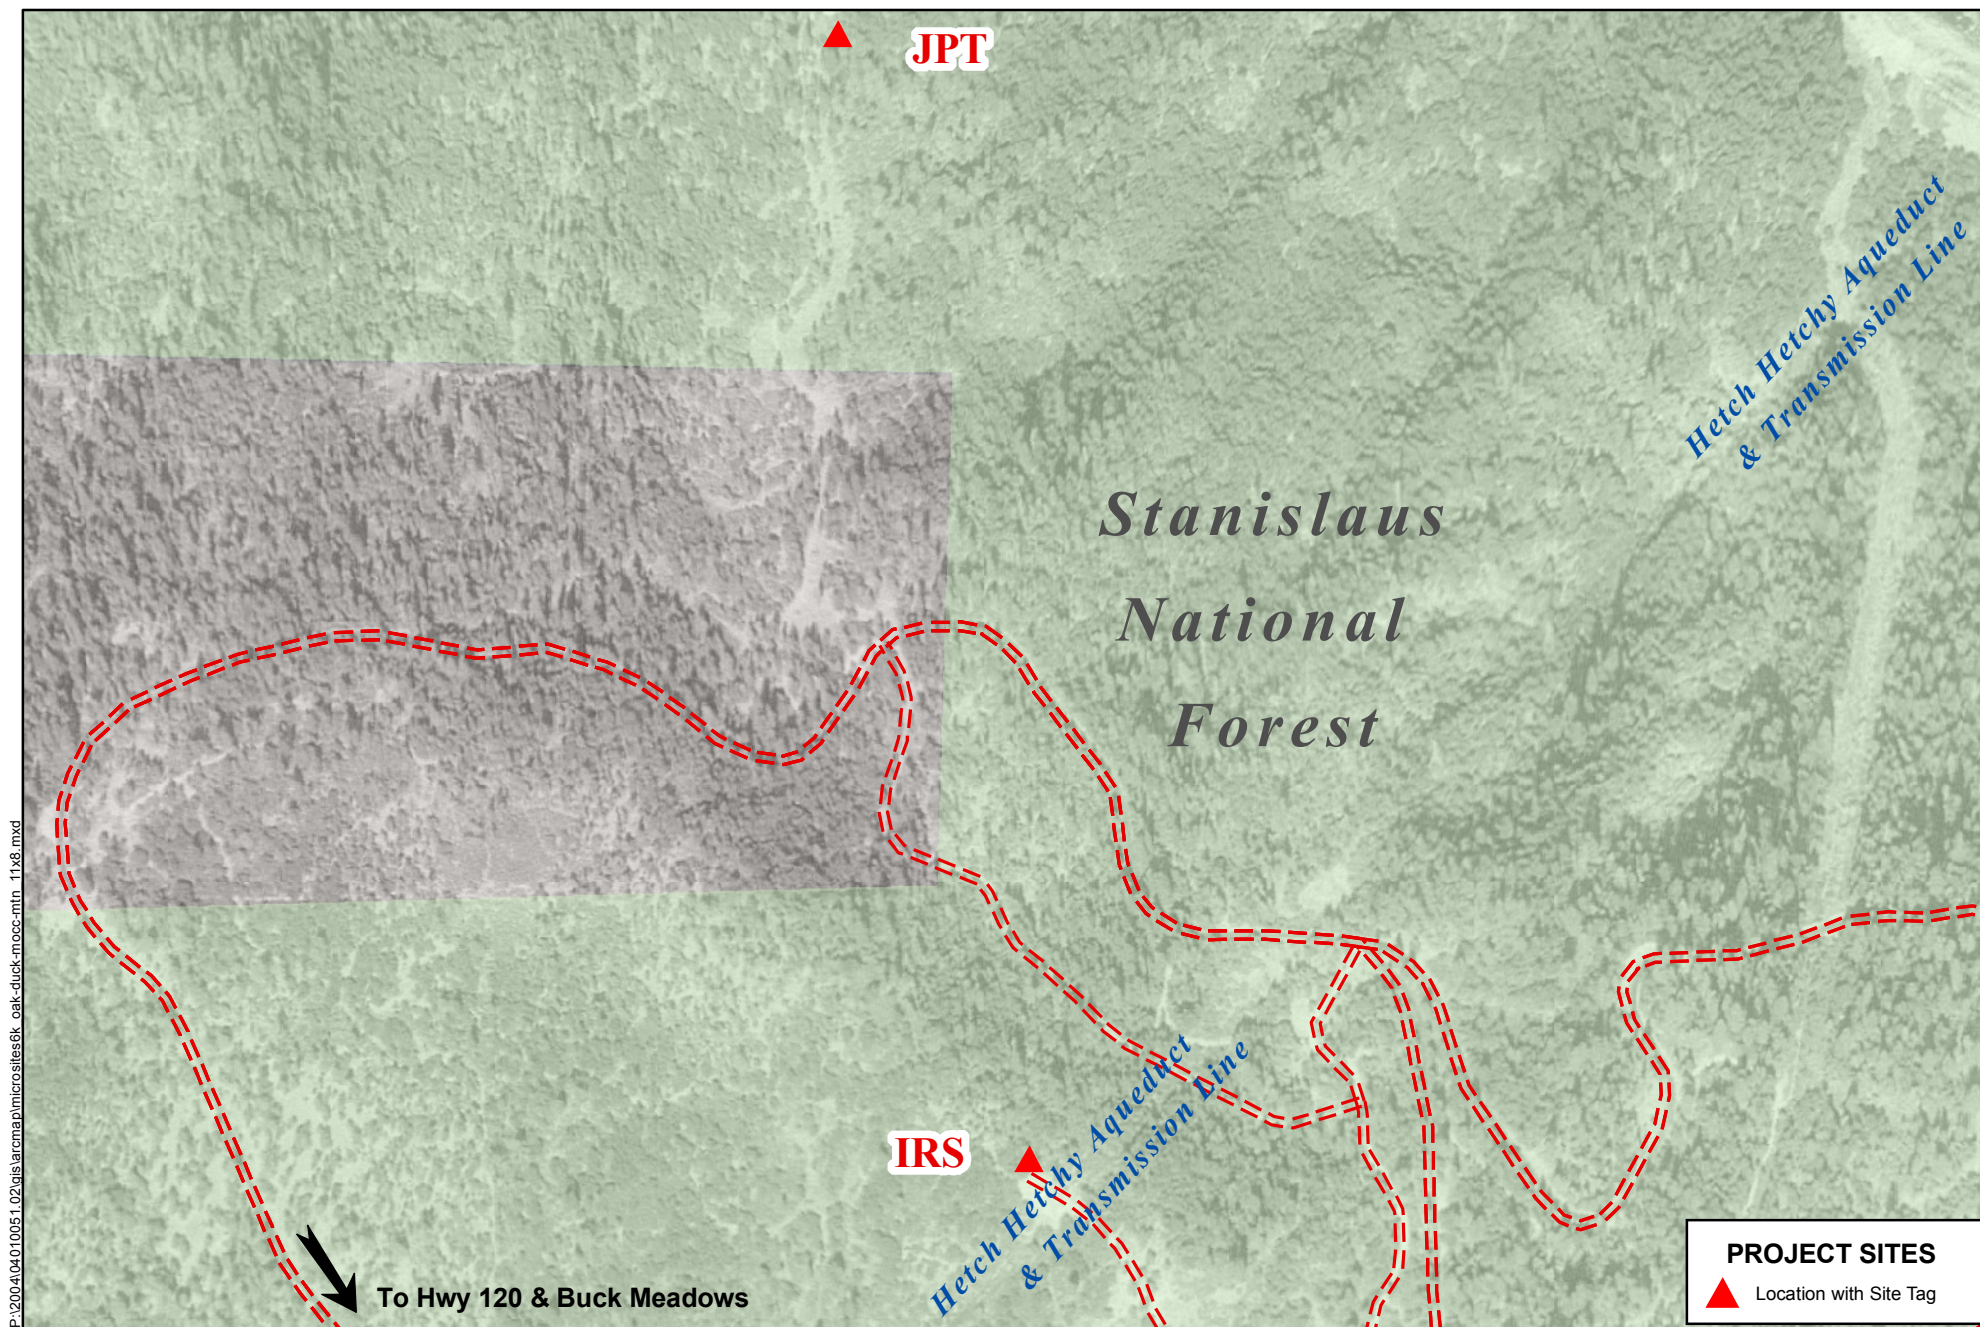 JPT
Hetch Hetchy Aqueduct
& Transmission Line
Stanislaus
National
Forest
IRS
Hetch Hetchy Aqueduct
& Transmission Line
To Hwy 120 & Buck Meadows
PROJECT SITES
Location with Site Tag
P:\2004\04010051.02\gis\arcmap\microsites6k_oak-duck-mocc-mtn_11x8.mxd